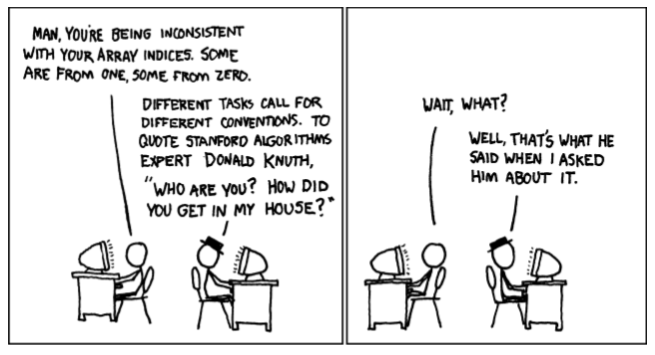 MAN, YOU'RE BEING INCONSISTENT
WITH YOUR ARRAY INDICES. SOME
ARE FROM ONE, SOME FROM ZERO.
DIFFERENT TASKS CALL FOR
DIFFERENT CONVENTIONS. TO
QUOTE STANFORD ALGORITHMS
EXPERT DONALD KNUTH,
"WHO ARE YOU? HOW DID
YOU GET IN MY HOUSE?"
WAIT, WHAT?
WELL, THAT'S WHAT HE
SAID WHEN I ASKED
HIM ABOUT IT.